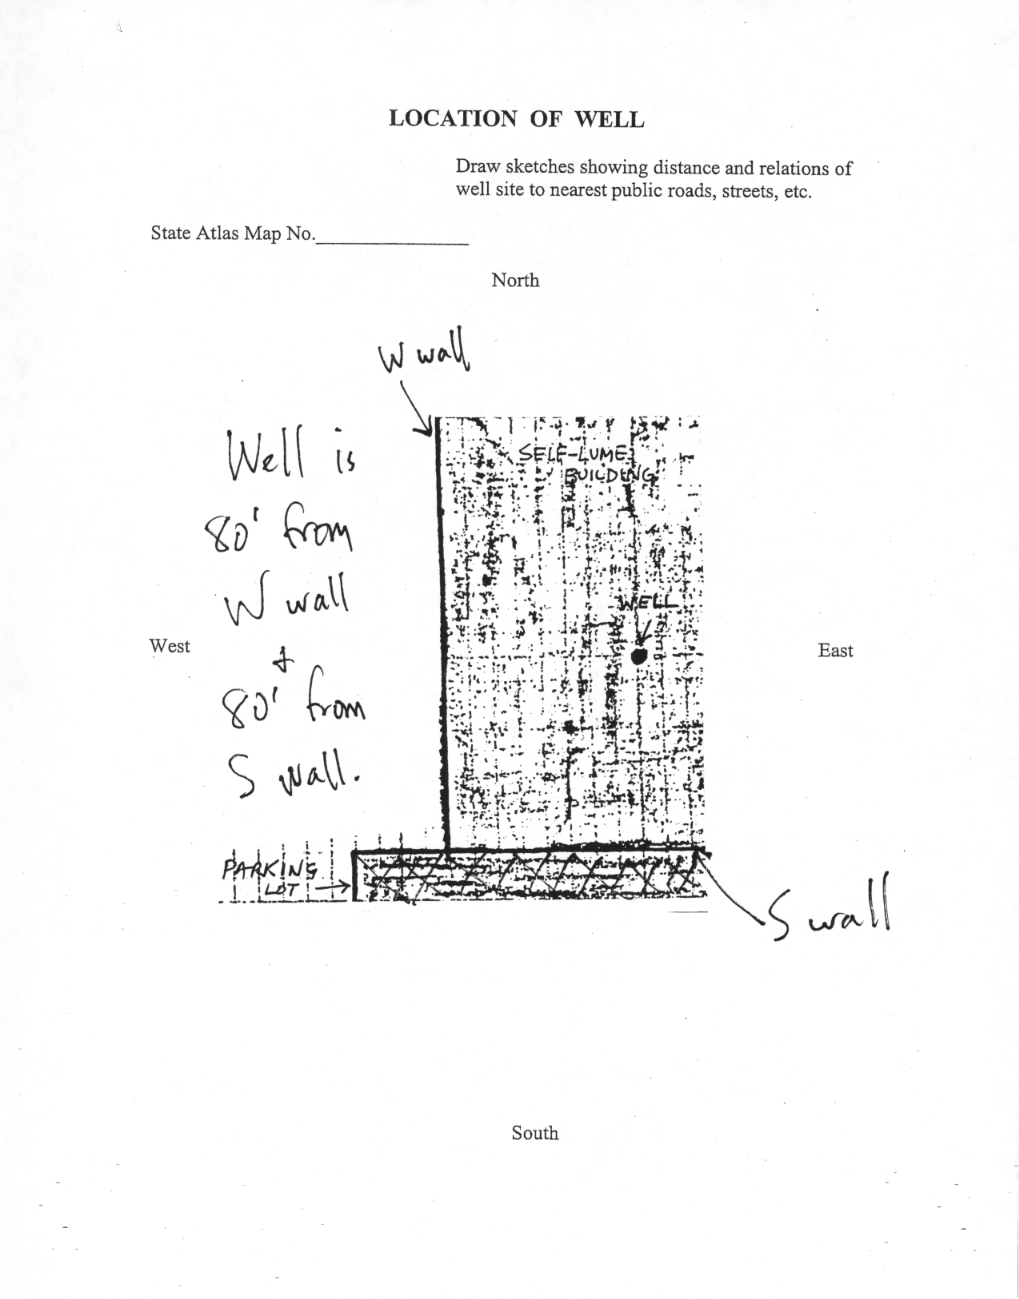 LOCATION OF WELL
Draw sketches showing distance and relations of
well site to nearest public roads, streets, etc.
State Atlas Map No.
North
W wall
Well is
80' from
W wall
+
80' from
S wall.
SELF-LUME
BUILDING
WELL
West
East
PARKING
LOT
S wall
South